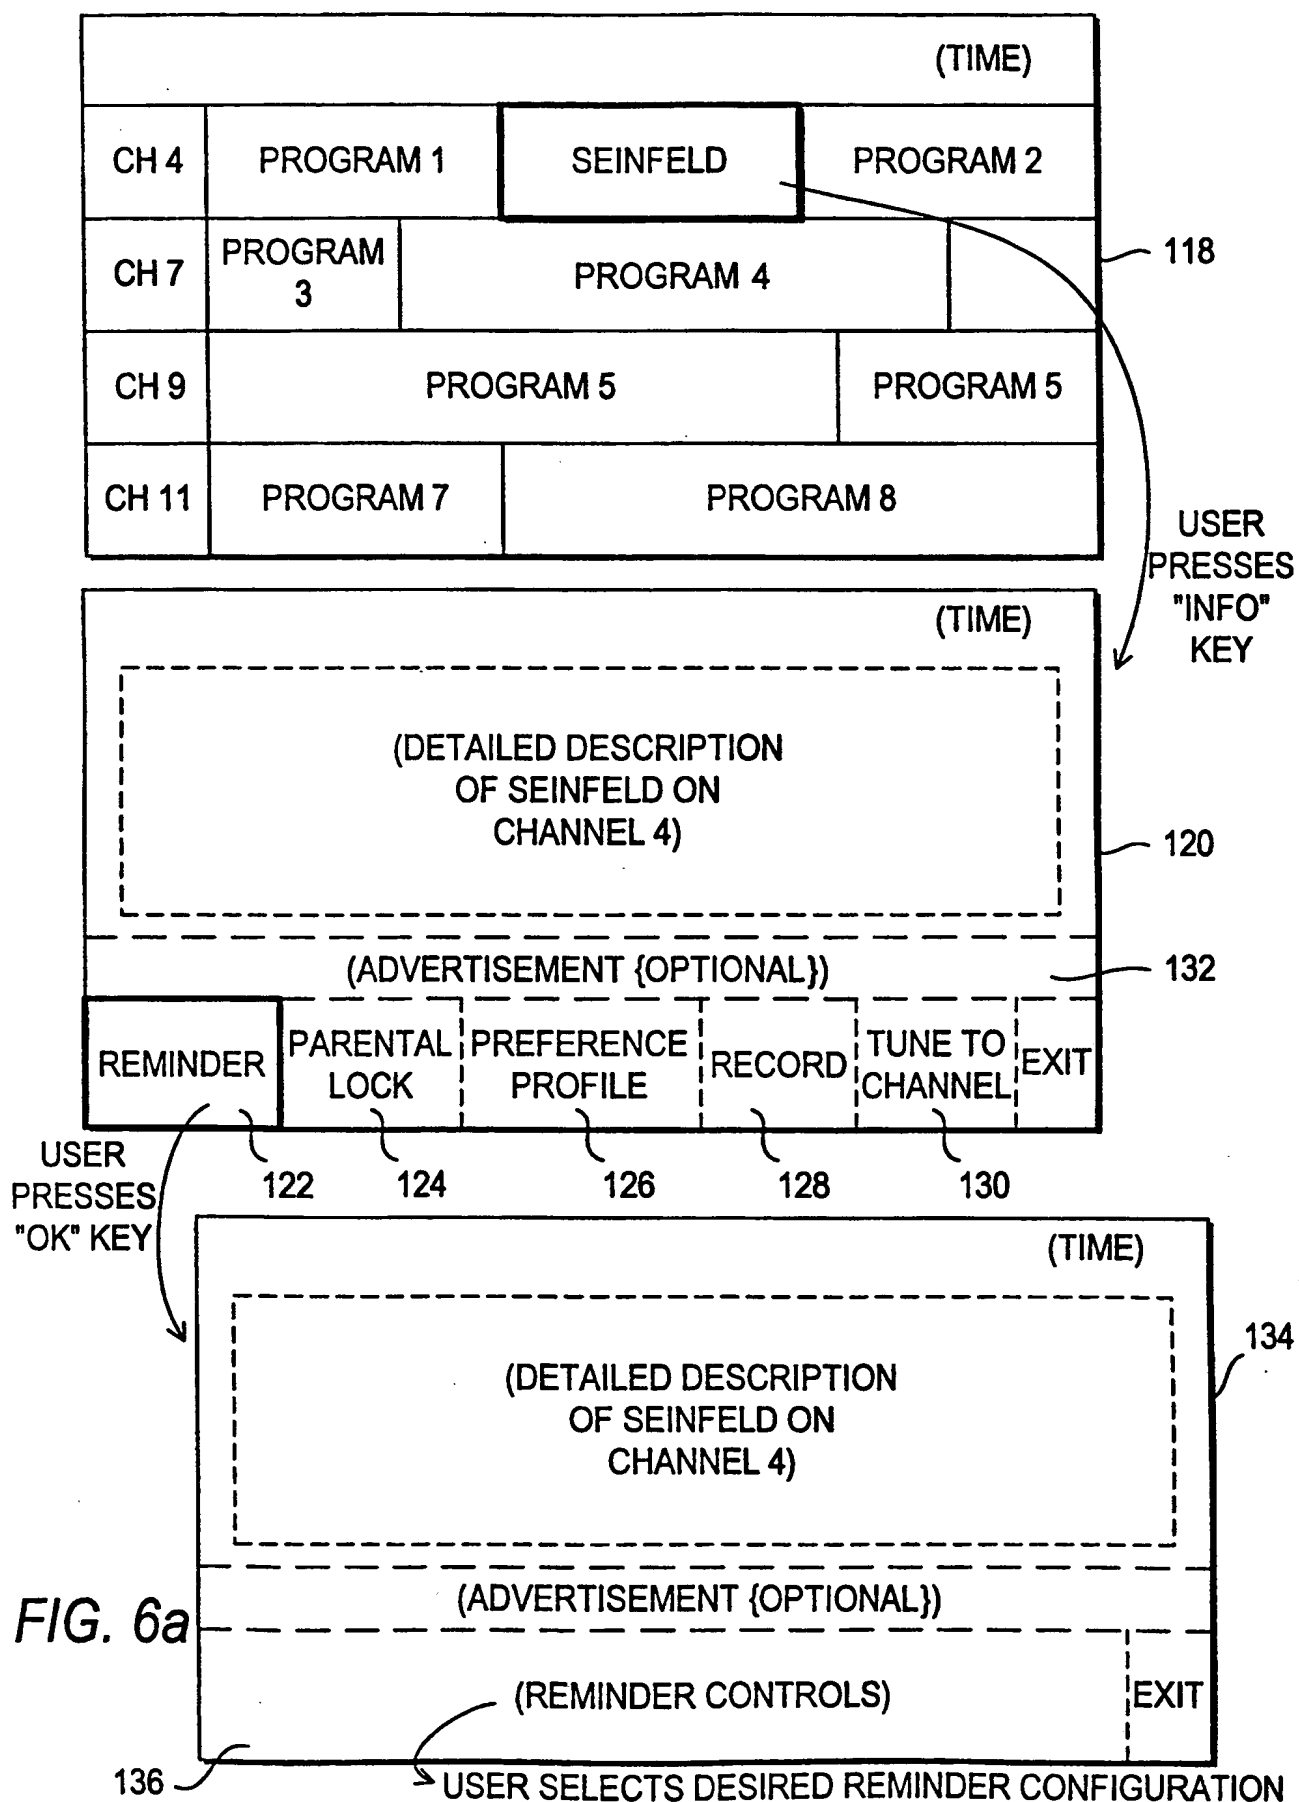 (TIME)
CH 4 PROGRAM 1 SEINFELD PROGRAM 2
CH 7 PROGRAM 3 PROGRAM 4
118
CH 9 PROGRAM 5 PROGRAM 5
CH 11 PROGRAM 7 PROGRAM 8
USER
PRESSES
"INFO"
KEY
(TIME)
(DETAILED DESCRIPTION
OF SEINFELD ON
CHANNEL 4)
120
(ADVERTISEMENT {OPTIONAL})
132
REMINDER
PARENTAL
LOCK
PREFERENCE
PROFILE
RECORD
TUNE TO
CHANNEL
EXIT
122 124 126 128 130
USER
PRESSES
"OK" KEY
(TIME)
134
(DETAILED DESCRIPTION
OF SEINFELD ON
CHANNEL 4)
(ADVERTISEMENT {OPTIONAL})
FIG. 6a
(REMINDER CONTROLS)
EXIT
136
USER SELECTS DESIRED REMINDER CONFIGURATION